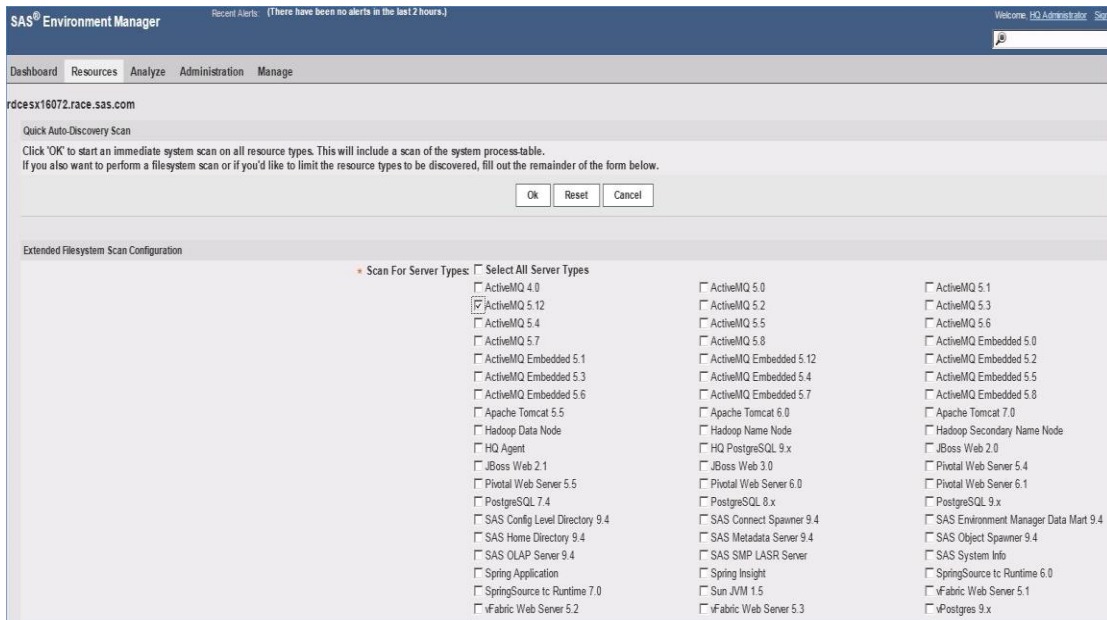 SAS® Environment Manager
Recent Alerts: (There have been no alerts in the last 2 hours.)
Welcome, HQ Administrator
Dashboard Resources Analyze Administration Manage
rdcesx16072.race.sas.com
Quick Auto-Discovery Scan
Click 'OK' to start an immediate system scan on all resource types. This will include a scan of the system process-table.
If you also want to perform a filesystem scan or if you'd like to limit the resource types to be discovered, fill out the remainder of the form below.
Ok Reset Cancel
Extended Filesystem Scan Configuration
* Scan For Server Types: Select All Server Types
ActiveMQ 4.0 ActiveMQ 5.0 ActiveMQ 5.1
ActiveMQ 5.12 ActiveMQ 5.2 ActiveMQ 5.3
ActiveMQ 5.4 ActiveMQ 5.5 ActiveMQ 5.6
ActiveMQ 5.7 ActiveMQ 5.8 ActiveMQ Embedded 5.0
ActiveMQ Embedded 5.1 ActiveMQ Embedded 5.12 ActiveMQ Embedded 5.2
ActiveMQ Embedded 5.3 ActiveMQ Embedded 5.4 ActiveMQ Embedded 5.5
ActiveMQ Embedded 5.6 ActiveMQ Embedded 5.7 ActiveMQ Embedded 5.8
Apache Tomcat 5.5 Apache Tomcat 6.0 Apache Tomcat 7.0
Hadoop Data Node Hadoop Name Node Hadoop Secondary Name Node
HQ Agent HQ PostgreSQL 9.x JBoss Web 2.0
JBoss Web 2.1 JBoss Web 3.0 Pivotal Web Server 5.4
Pivotal Web Server 5.5 Pivotal Web Server 6.0 Pivotal Web Server 6.1
PostgreSQL 7.4 PostgreSQL 8.x PostgreSQL 9.x
SAS Config Level Directory 9.4 SAS Connect Spawner 9.4 SAS Environment Manager Data Mart 9.4
SAS Home Directory 9.4 SAS Metadata Server 9.4 SAS Object Spawner 9.4
SAS OLAP Server 9.4 SAS SMP LASR Server SAS System Info
Spring Application Spring Insight SpringSource tc Runtime 6.0
SpringSource tc Runtime 7.0 Sun JVM 1.5 vFabric Web Server 5.1
vFabric Web Server 5.2 vFabric Web Server 5.3 vPostgres 9.x